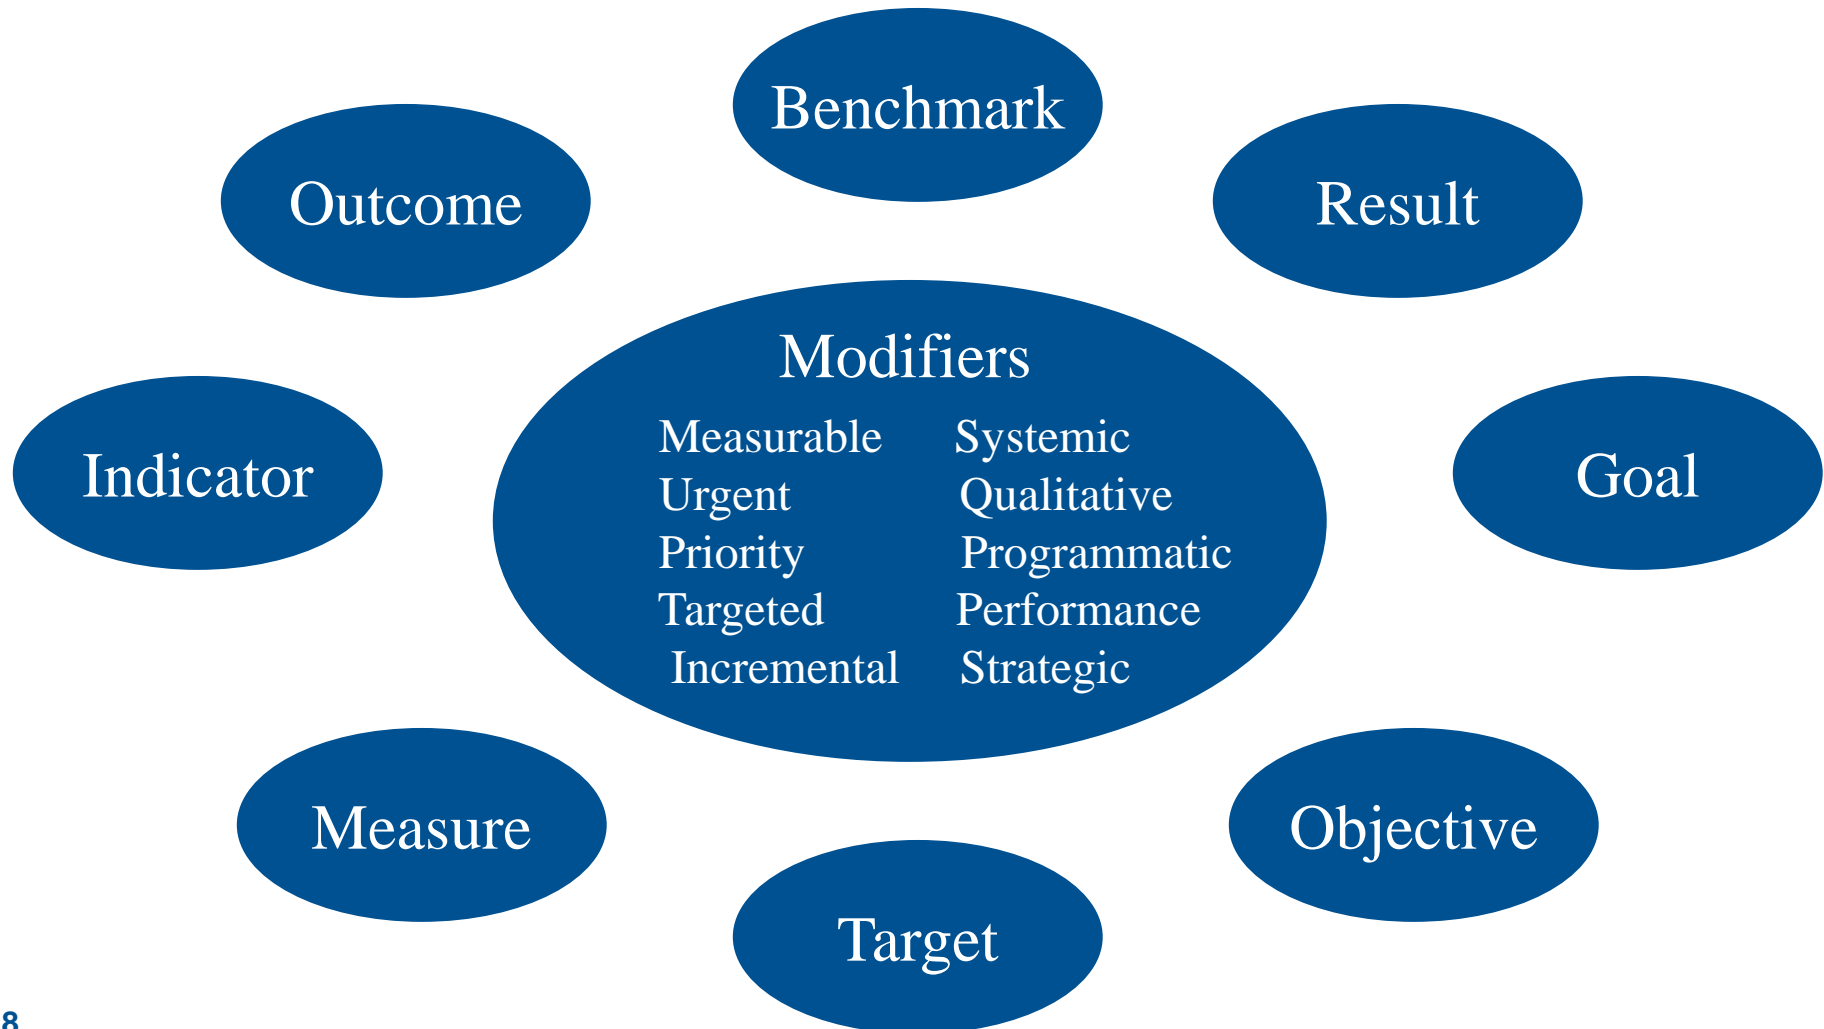 Benchmark
Outcome
Result
Modifiers
Measurable Systemic
Urgent Qualitative
Priority Programmatic
Targeted Performance
Incremental Strategic
Indicator
Goal
Measure
Objective
Target
8